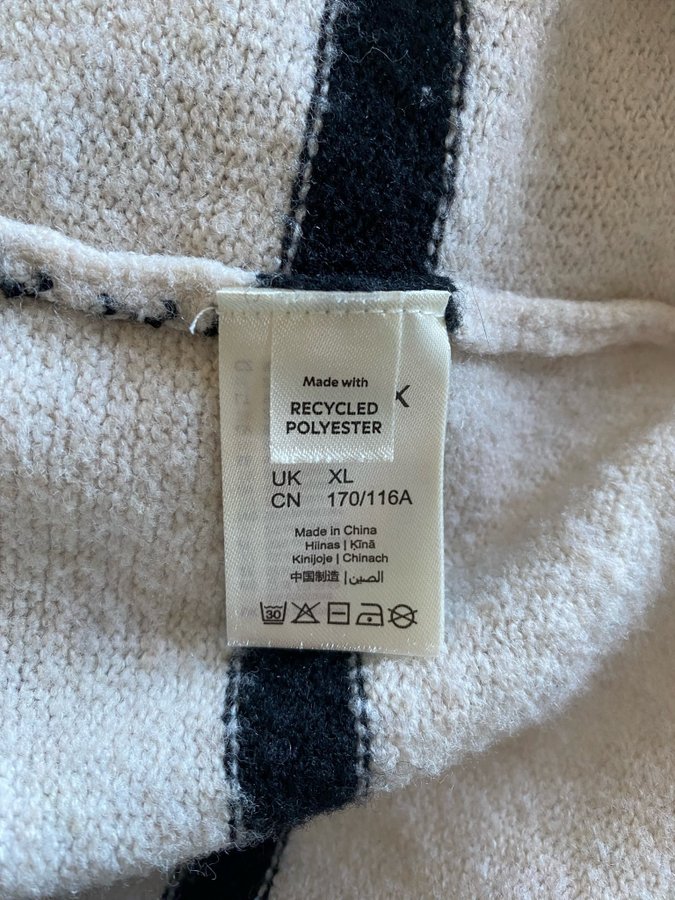 Made with
RECYCLED
POLYESTER
K
UK XL
CN 170/116A
Made in China
Hiinas | Ķīnā
Kinijoje | Chinach
中国制造 | الصين
30